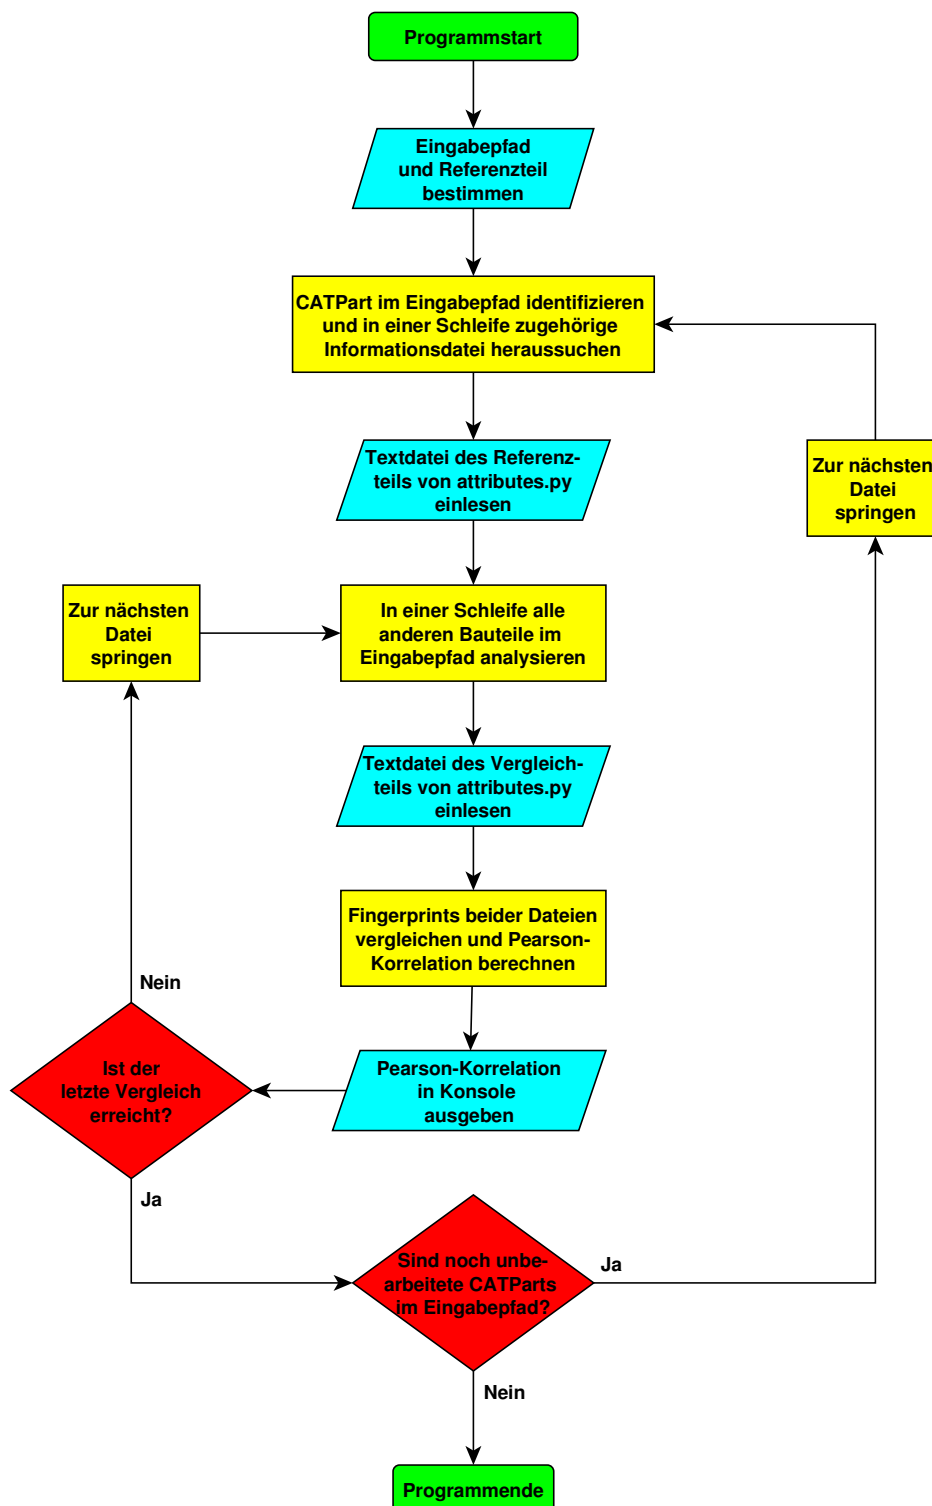 Programmstart
Eingabepfad
und Referenzteil
bestimmen
CATPart im Eingabepfad identifizieren
und in einer Schleife zugehörige
Informationsdatei heraussuchen
Textdatei des Referenz-
teils von attributes.py
einlesen
Zur nächsten
Datei
springen
Zur nächsten
Datei
springen
In einer Schleife alle
anderen Bauteile im
Eingabepfad analysieren
Textdatei des Vergleich-
teils von attributes.py
einlesen
Fingerprints beider Dateien
vergleichen und Pearson-
Korrelation berechnen
Nein
Ist der
letzte Vergleich
erreicht?
Pearson-Korrelation
in Konsole
ausgeben
Ja
Sind noch unbe-
arbeitete CATParts
im Eingabepfad?
Ja
Nein
Programmende